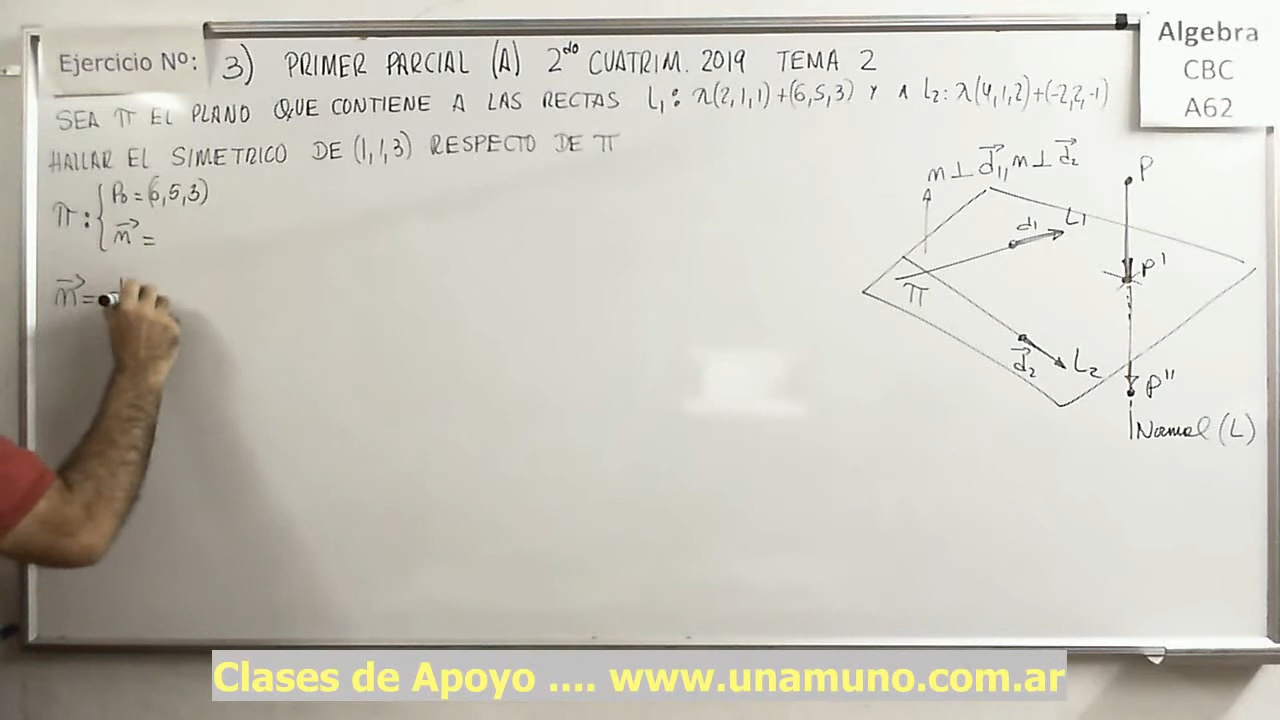 Ejercicio Nº: 3) PRIMER PARCIAL (A) 2do CUATRIM. 2019 TEMA 2
SEA π EL PLANO QUE CONTIENE A LAS RECTAS L1: λ(2,1,1)+(6,5,3) Y A L2: λ(4,1,2)+(-2,2,-1)
HALLAR EL SIMETRICO DE (1,1,3) RESPECTO DE π
Algebra
CBC
A62
π: { P0 = (6,5,3)
n⃗ =
n⃗ =
n ⊥ d⃗1, n ⊥ d⃗2
P
d1
L1
P'
π
d⃗2
L2
P''
Normal (L)
Clases de Apoyo .... www.unamuno.com.ar